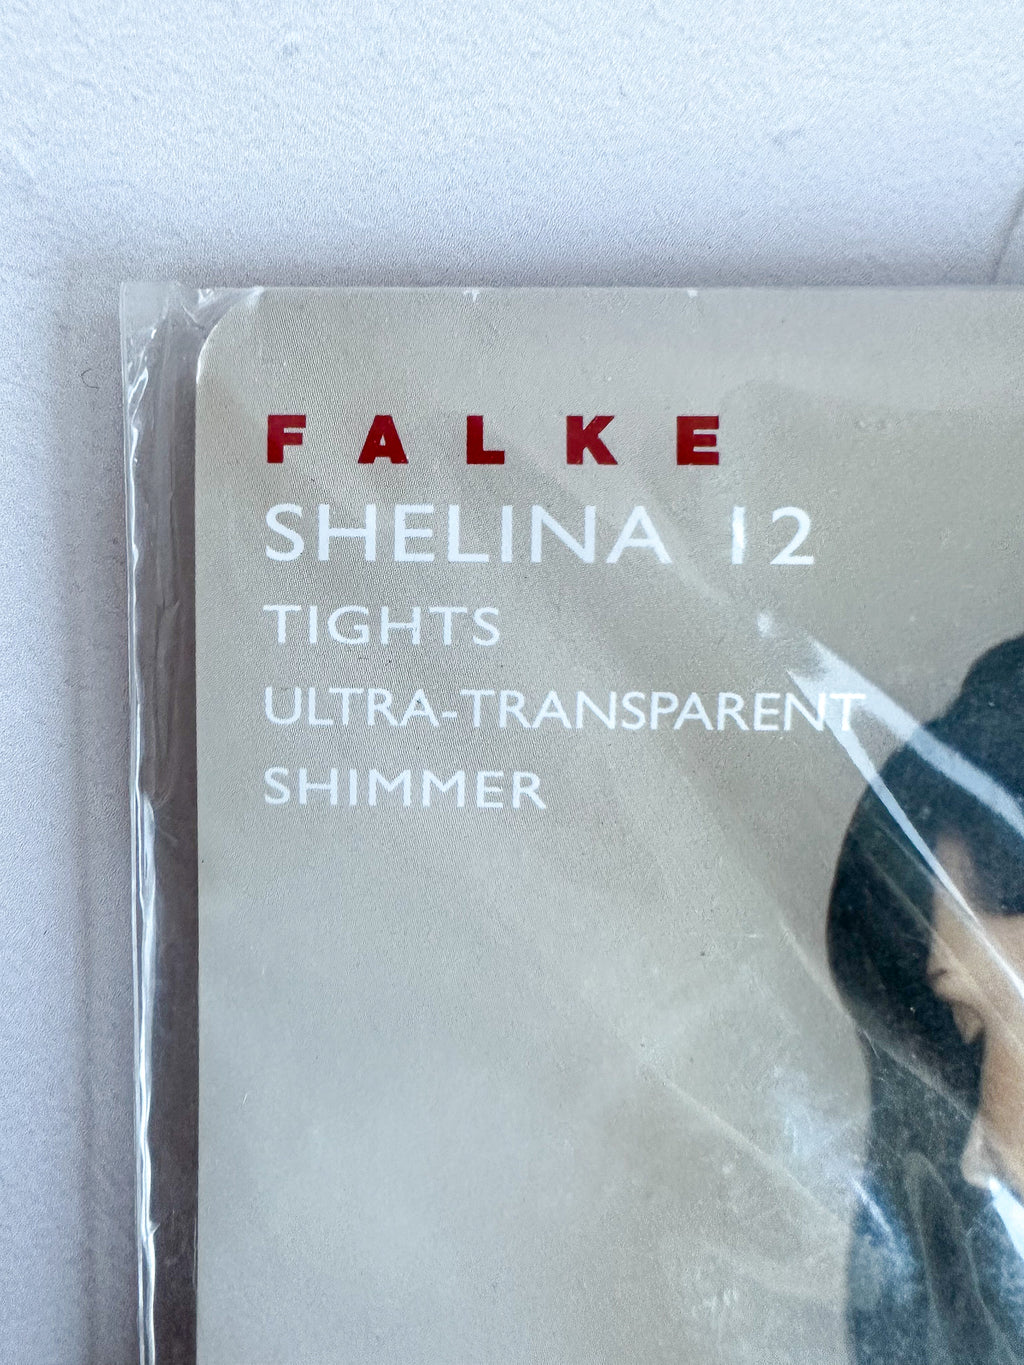 FALKE
SHELINA 12
TIGHTS
ULTRA-TRANSPARENT
SHIMMER